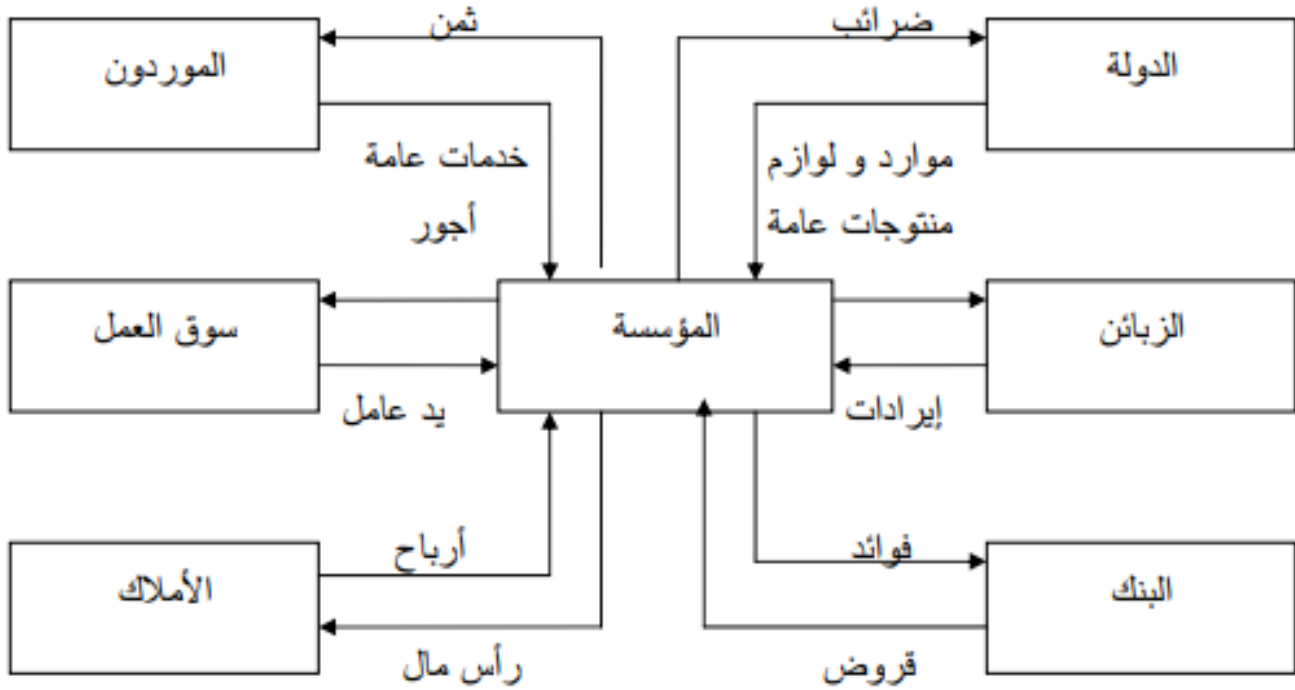 ضرائب
ثمن
الدولة
الموردون
موارد و لوازم
خدمات عامة
منتوجات عامة
أجور
الزبائن
المؤسسة
سوق العمل
إيرادات
يد عامل
فوائد
أرباح
البنك
الأملاك
قروض
رأس مال